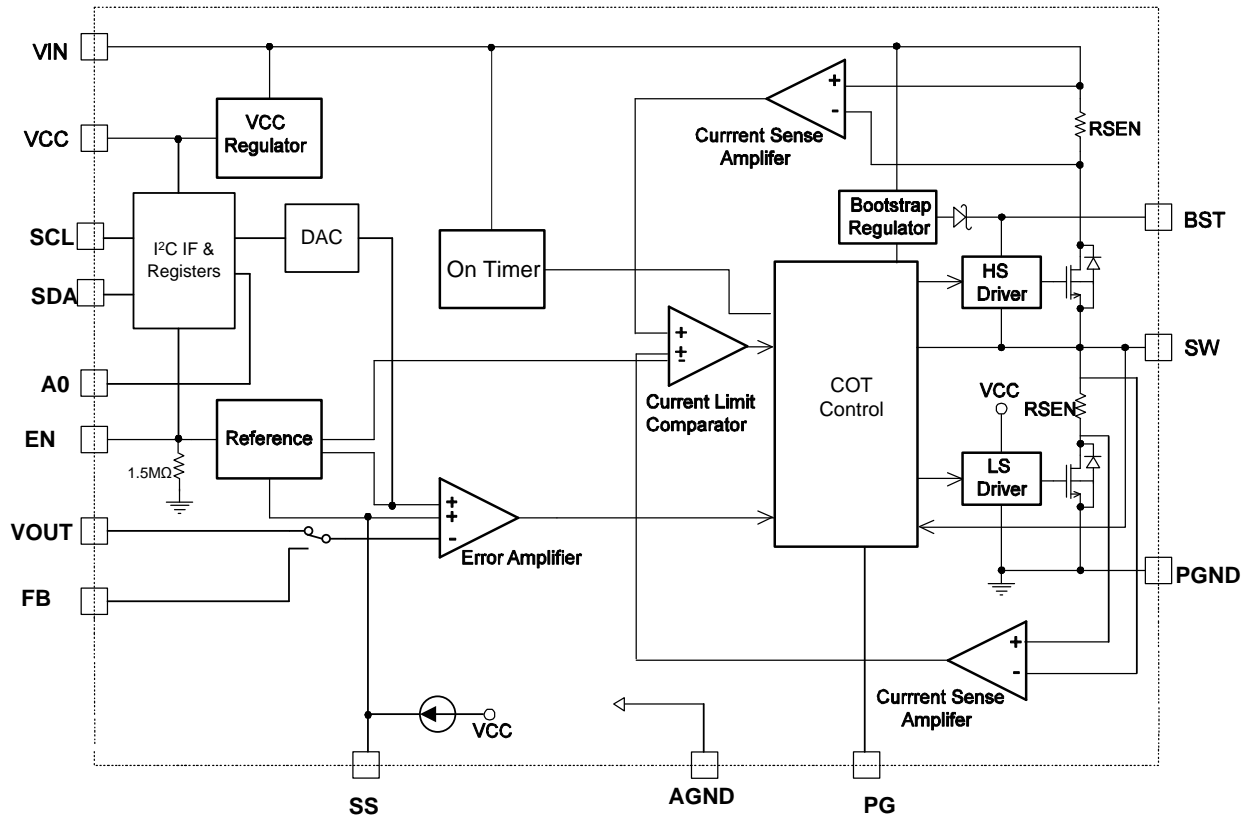 VIN
VCC
VCC
Regulator
SCL
SDA
I²C IF &
Registers
DAC
A0
EN
1.5MΩ
Reference
VOUT
FB
On Timer
+
-
Currrent Sense
Amplifer
RSEN
Bootstrap
Regulator
BST
HS
Driver
SW
+
+
-
Current Limit
Comparator
COT
Control
VCC
RSEN
LS
Driver
+
+
-
Error Amplifier
PGND
+
-
Currrent Sense
Amplifer
VCC
SS
AGND
PG